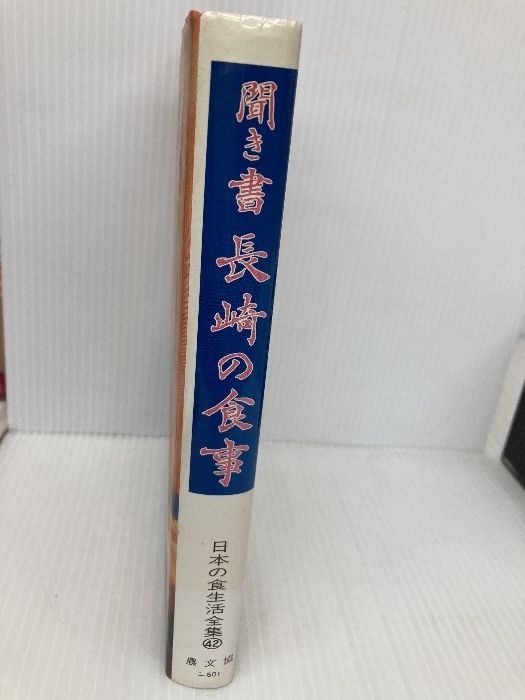 聞き書 長崎の食事
日本の食生活全集㊷
農文協